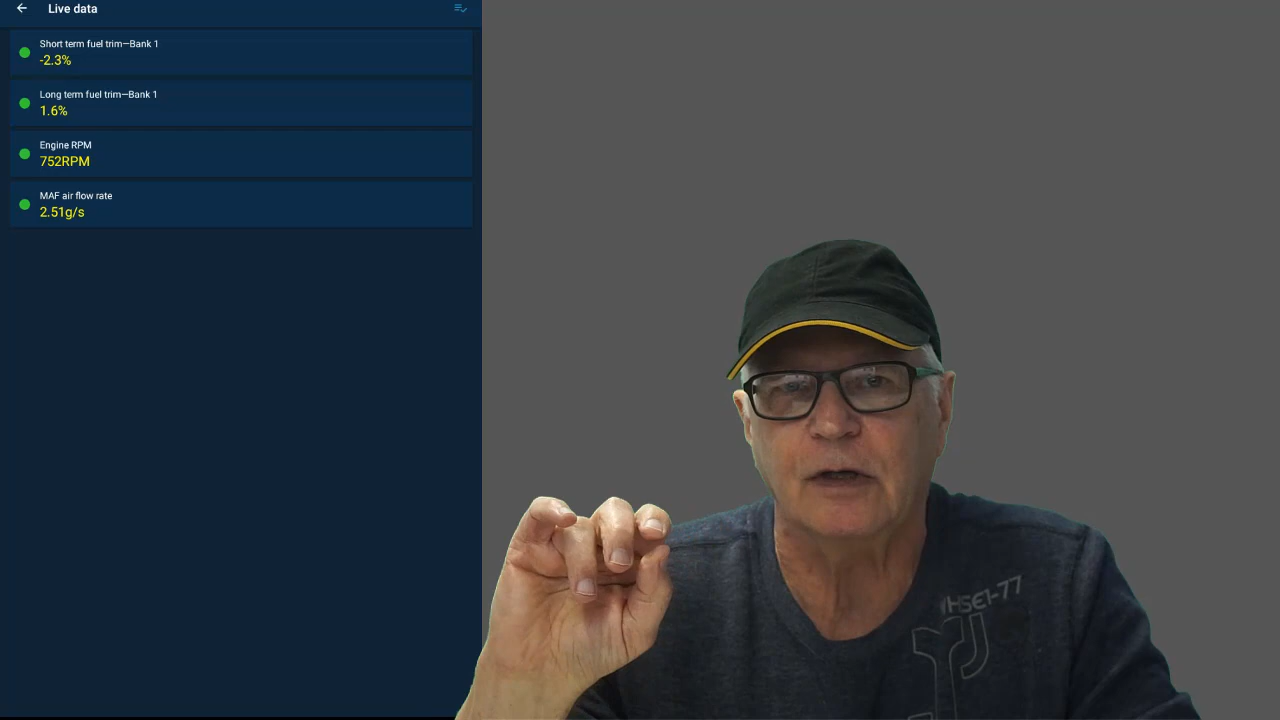 Live data
Short term fuel trim—Bank 1
-2.3%
Long term fuel trim—Bank 1
1.6%
Engine RPM
752RPM
MAF air flow rate
2.51g/s